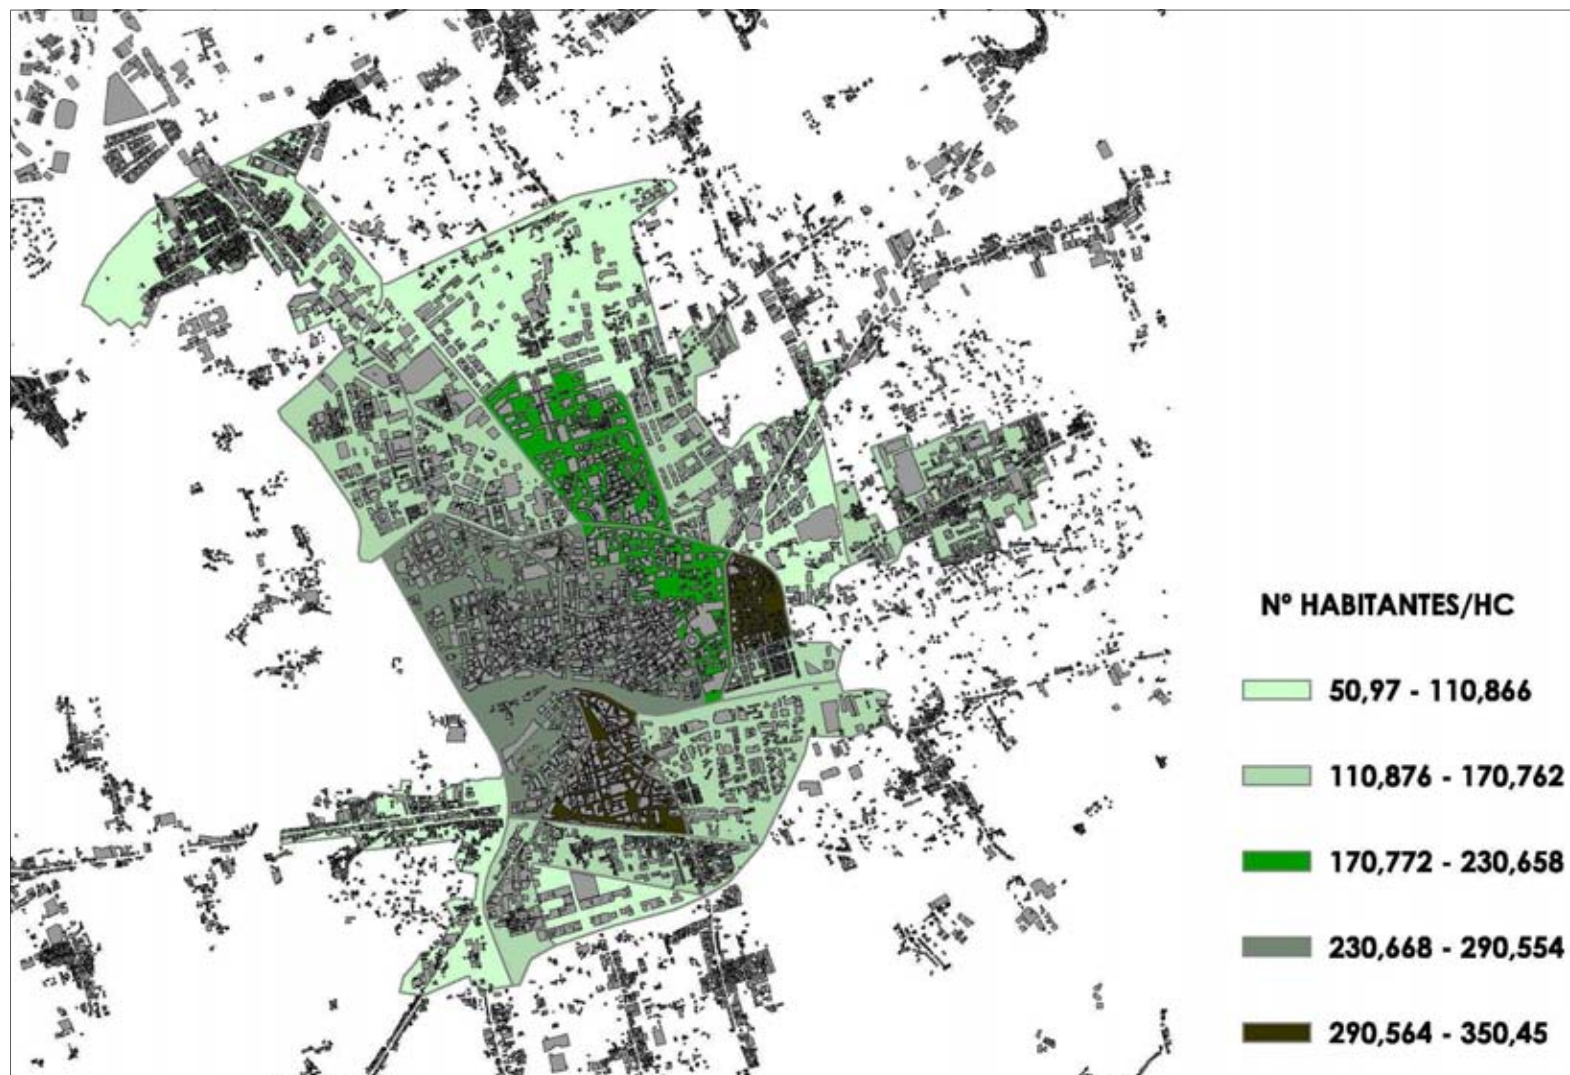 Nº HABITANTES/HC
50,97 - 110,866
110,876 - 170,762
170,772 - 230,658
230,668 - 290,554
290,564 - 350,45